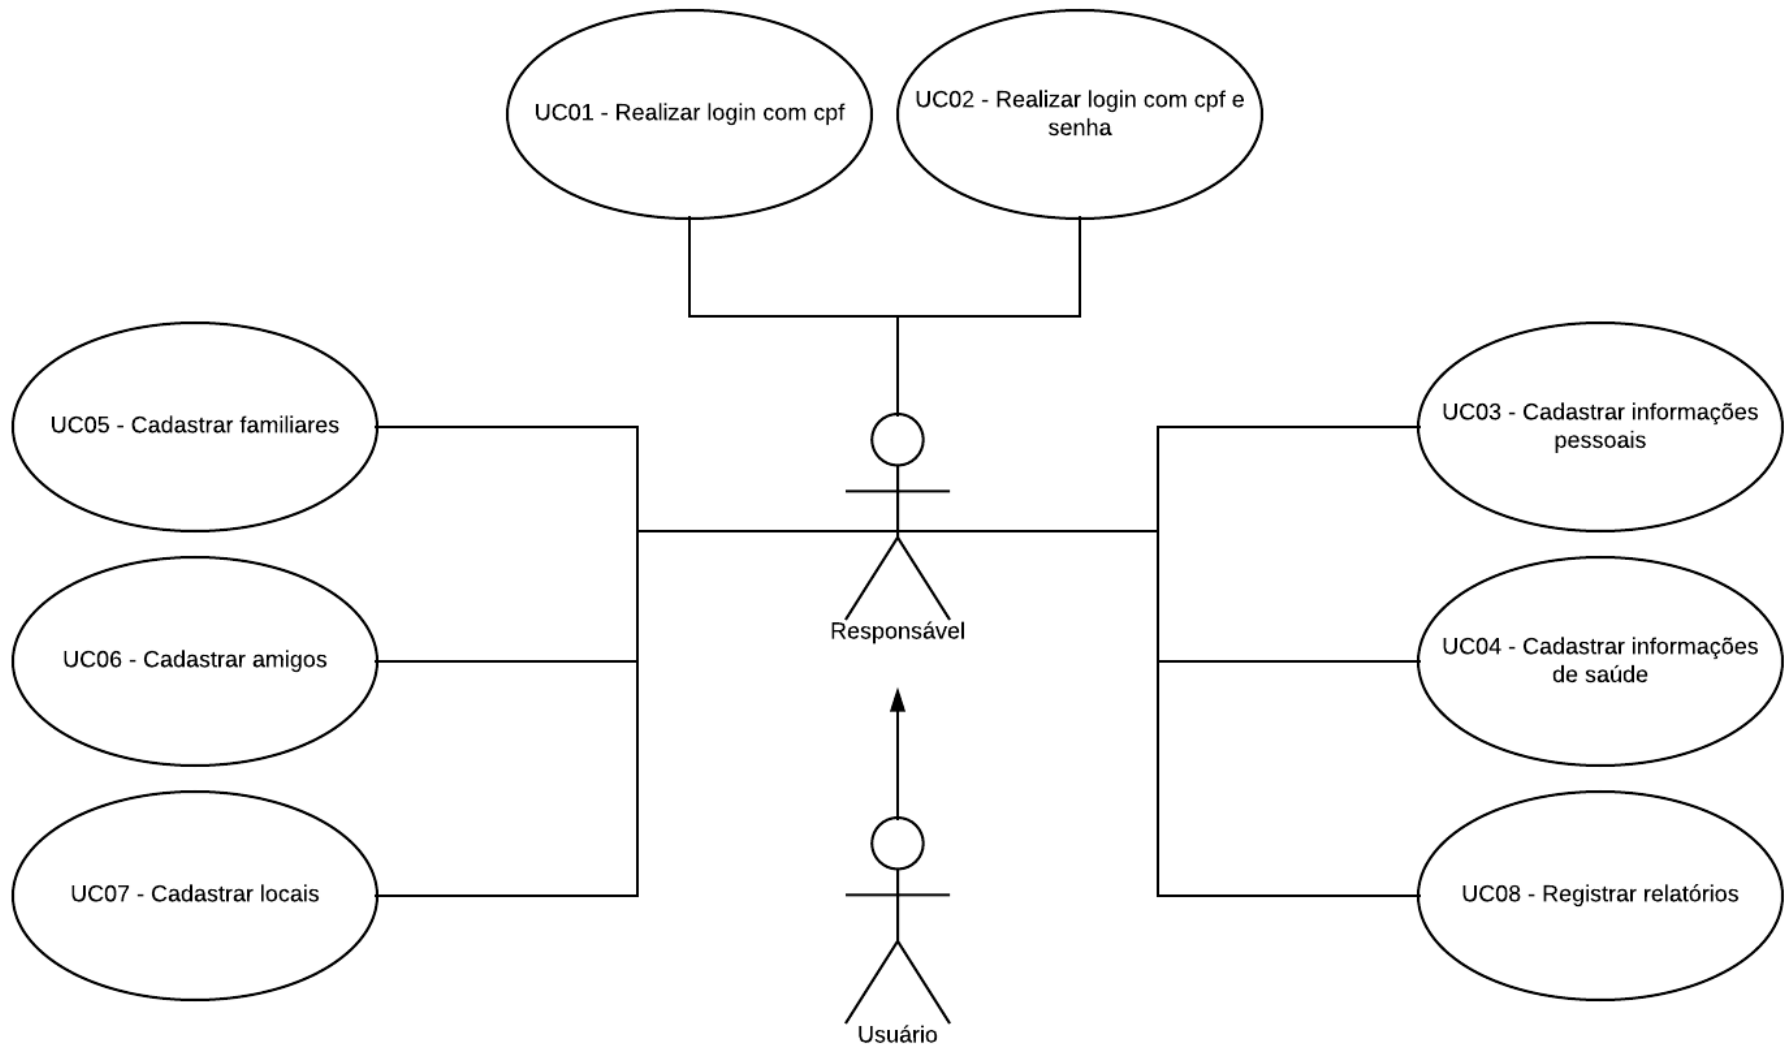 UC01 - Realizar login com cpf
UC02 - Realizar login com cpf e
senha
UC05 - Cadastrar familiares
UC03 - Cadastrar informações
pessoais
Responsável
UC06 - Cadastrar amigos
UC04 - Cadastrar informações
de saúde
UC07 - Cadastrar locais
UC08 - Registrar relatórios
Usuário